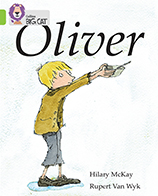 Collins
BIG CAT
Oliver
Hilary McKay
Rupert Van Wyk